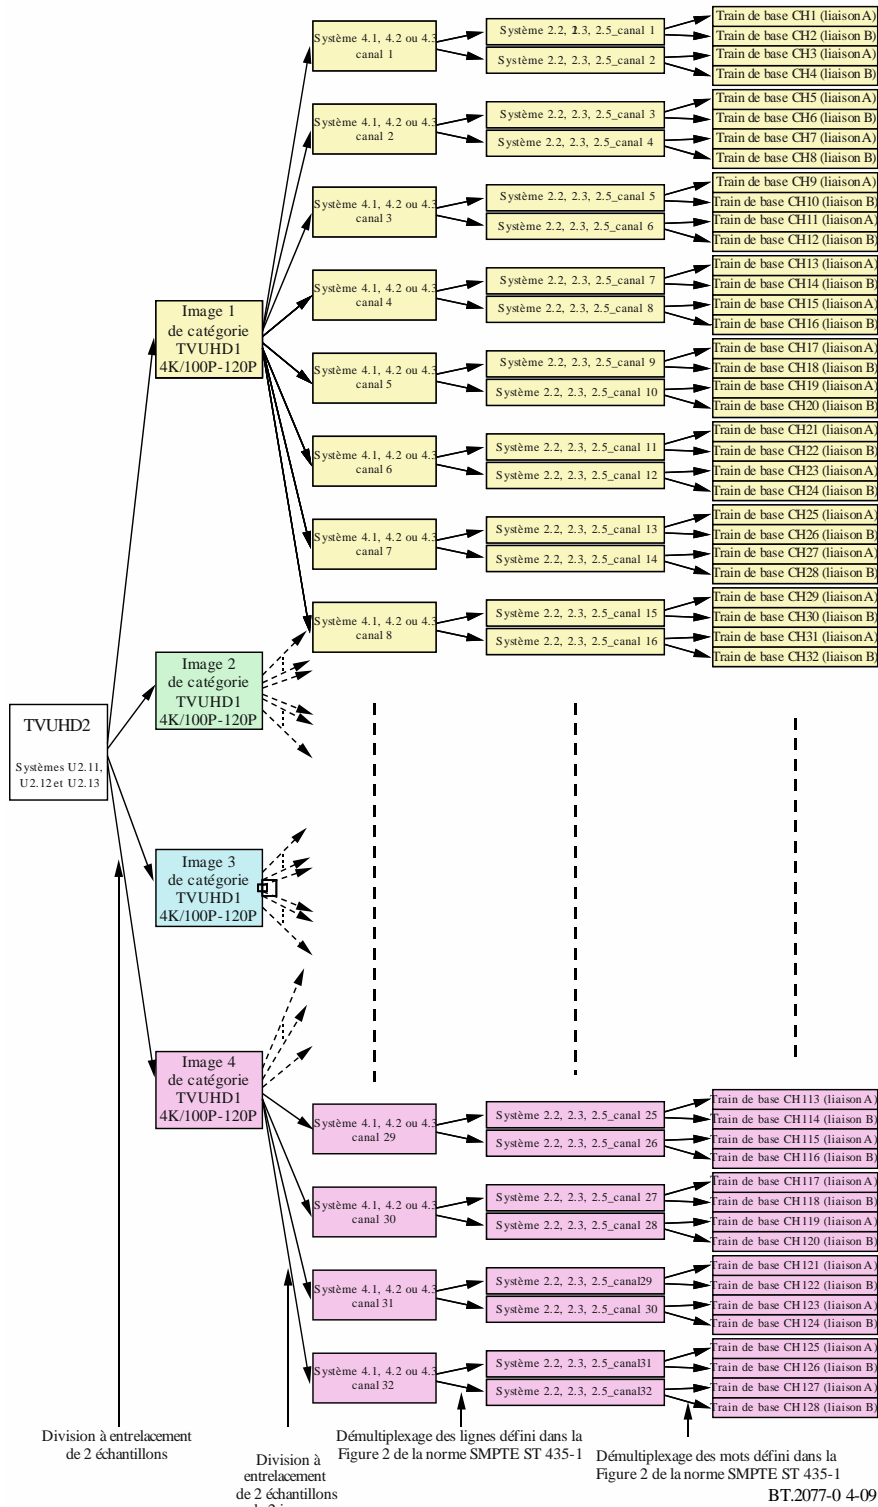 Système 4.1, 4.2 ou 4.3
canal 1
Système 2.2, 2.3, 2.5_canal 1
Système 2.2, 2.3, 2.5_canal 2
Train de base CH1 (liaison A)
Train de base CH2 (liaison B)
Train de base CH3 (liaison A)
Train de base CH4 (liaison B)
Système 4.1, 4.2 ou 4.3
canal 2
Système 2.2, 2.3, 2.5_canal 3
Système 2.2, 2.3, 2.5_canal 4
Train de base CH5 (liaison A)
Train de base CH6 (liaison B)
Train de base CH7 (liaison A)
Train de base CH8 (liaison B)
Système 4.1, 4.2 ou 4.3
canal 3
Système 2.2, 2.3, 2.5_canal 5
Système 2.2, 2.3, 2.5_canal 6
Train de base CH9 (liaison A)
Train de base CH10 (liaison B)
Train de base CH11 (liaison A)
Train de base CH12 (liaison B)
Système 4.1, 4.2 ou 4.3
canal 4
Système 2.2, 2.3, 2.5_canal 7
Système 2.2, 2.3, 2.5_canal 8
Train de base CH13 (liaison A)
Train de base CH14 (liaison B)
Train de base CH15 (liaison A)
Train de base CH16 (liaison B)
Image 1
de catégorie
TVUHD1
4K/100P-120P
Système 4.1, 4.2 ou 4.3
canal 5
Système 2.2, 2.3, 2.5_canal 9
Système 2.2, 2.3, 2.5_canal 10
Train de base CH17 (liaison A)
Train de base CH18 (liaison B)
Train de base CH19 (liaison A)
Train de base CH20 (liaison B)
Système 4.1, 4.2 ou 4.3
canal 6
Système 2.2, 2.3, 2.5_canal 11
Système 2.2, 2.3, 2.5_canal 12
Train de base CH21 (liaison A)
Train de base CH22 (liaison B)
Train de base CH23 (liaison A)
Train de base CH24 (liaison B)
Système 4.1, 4.2 ou 4.3
canal 7
Système 2.2, 2.3, 2.5_canal 13
Système 2.2, 2.3, 2.5_canal 14
Train de base CH25 (liaison A)
Train de base CH26 (liaison B)
Train de base CH27 (liaison A)
Train de base CH28 (liaison B)
Système 4.1, 4.2 ou 4.3
canal 8
Système 2.2, 2.3, 2.5_canal 15
Système 2.2, 2.3, 2.5_canal 16
Train de base CH29 (liaison A)
Train de base CH30 (liaison B)
Train de base CH31 (liaison A)
Train de base CH32 (liaison B)
Image 2
de catégorie
TVUHD1
4K/100P-120P
TVUHD2
Systèmes U2.11,
U2.12 et U2.13
Image 3
de catégorie
TVUHD1
4K/100P-120P
Image 4
de catégorie
TVUHD1
4K/100P-120P
Système 4.1, 4.2 ou 4.3
canal 29
Système 2.2, 2.3, 2.5_canal 25
Système 2.2, 2.3, 2.5_canal 26
Train de base CH113 (liaison A)
Train de base CH114 (liaison B)
Train de base CH115 (liaison A)
Train de base CH116 (liaison B)
Système 4.1, 4.2 ou 4.3
canal 30
Système 2.2, 2.3, 2.5_canal 27
Système 2.2, 2.3, 2.5_canal 28
Train de base CH117 (liaison A)
Train de base CH118 (liaison B)
Train de base CH119 (liaison A)
Train de base CH120 (liaison B)
Système 4.1, 4.2 ou 4.3
canal 31
Système 2.2, 2.3, 2.5_canal29
Système 2.2, 2.3, 2.5_canal 30
Train de base CH121 (liaison A)
Train de base CH122 (liaison B)
Train de base CH123 (liaison A)
Train de base CH124 (liaison B)
Système 4.1, 4.2 ou 4.3
canal 32
Système 2.2, 2.3, 2.5_canal31
Système 2.2, 2.3, 2.5_canal32
Train de base CH125 (liaison A)
Train de base CH126 (liaison B)
Train de base CH127 (liaison A)
Train de base CH128 (liaison B)
Division à entrelacement
de 2 échantillons
Division à
entrelacement
de 2 échantillons
Démultiplexage des lignes défini dans la
Figure 2 de la norme SMPTE ST 435-1
Démultiplexage des mots défini dans la
Figure 2 de la norme SMPTE ST 435-1
BT.2077-0 4-09